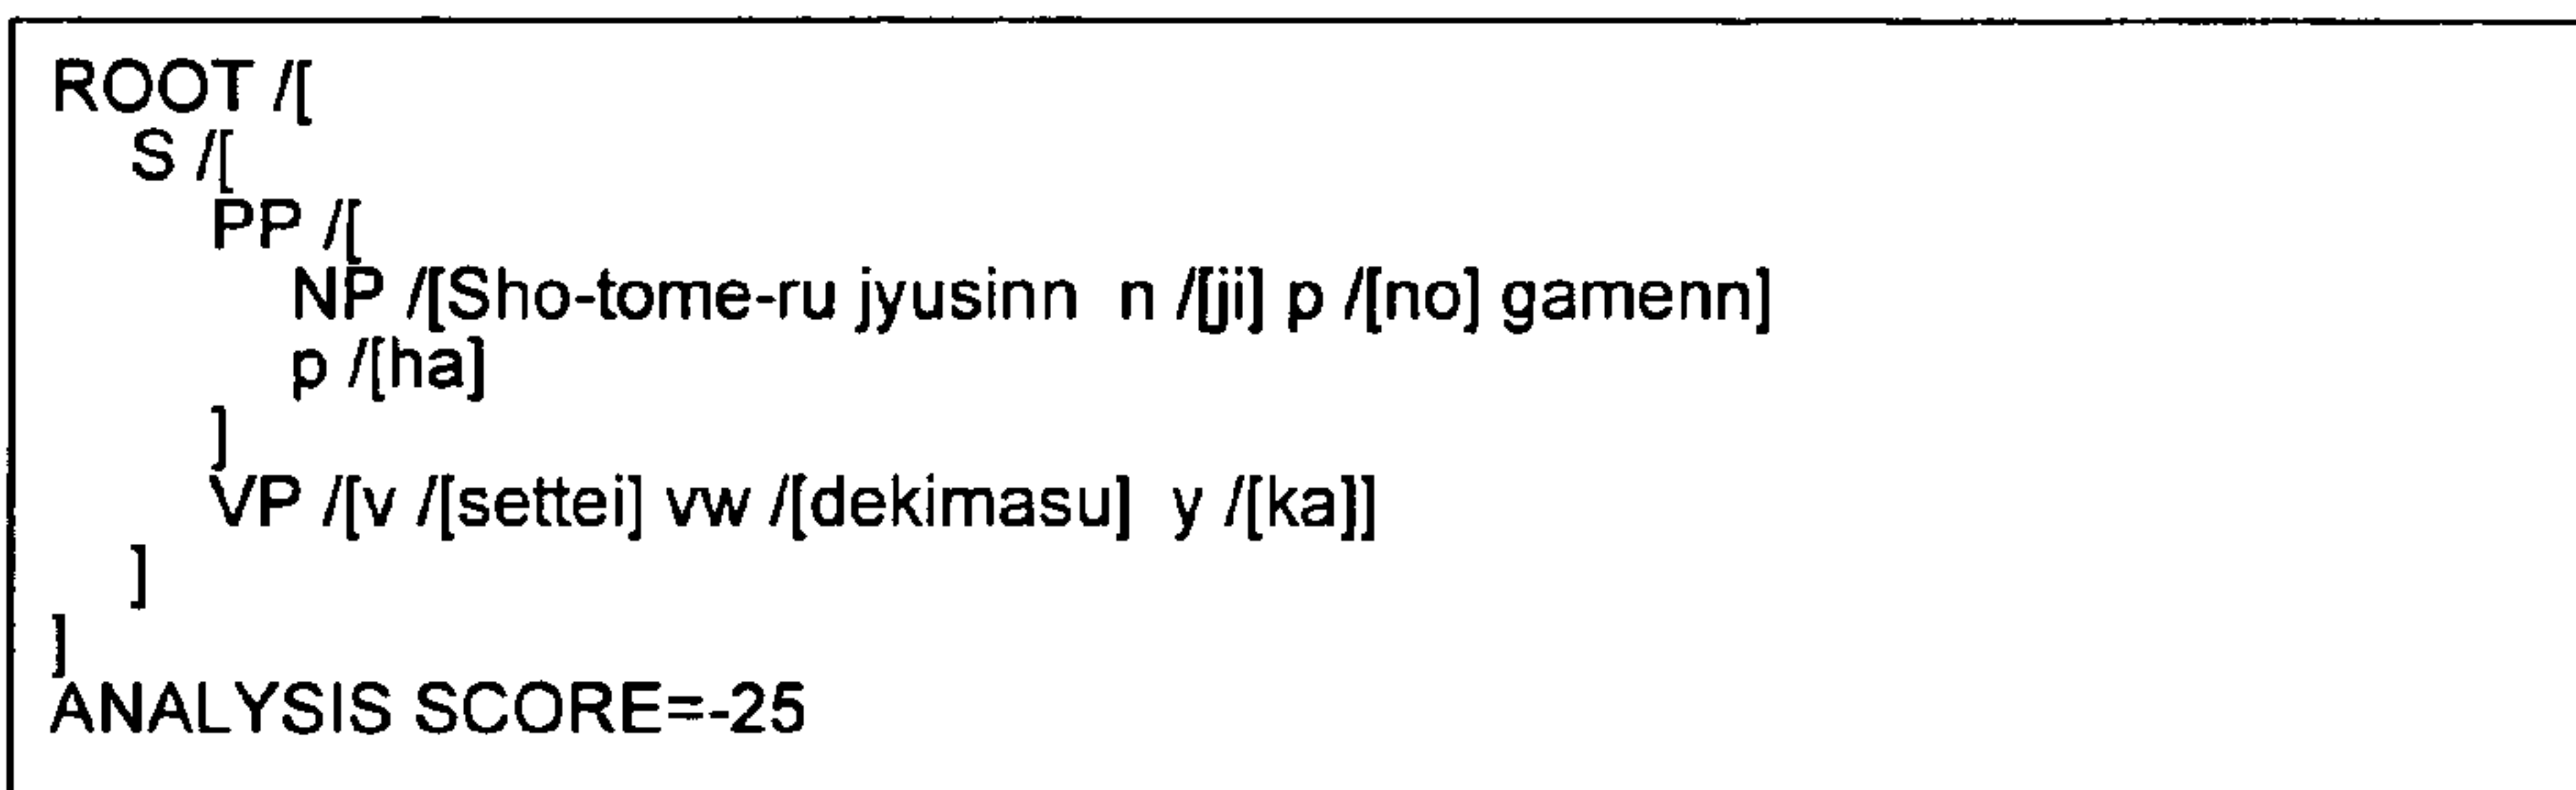 ROOT /[
S /[
PP /[
NP /[Sho-tome-ru jyusinn n /[ji] p /[no] gamenn]
p /[ha]
]
VP /[v /[settei] vw /[dekimasu] y /[ka]]
]
]
ANALYSIS SCORE=-25